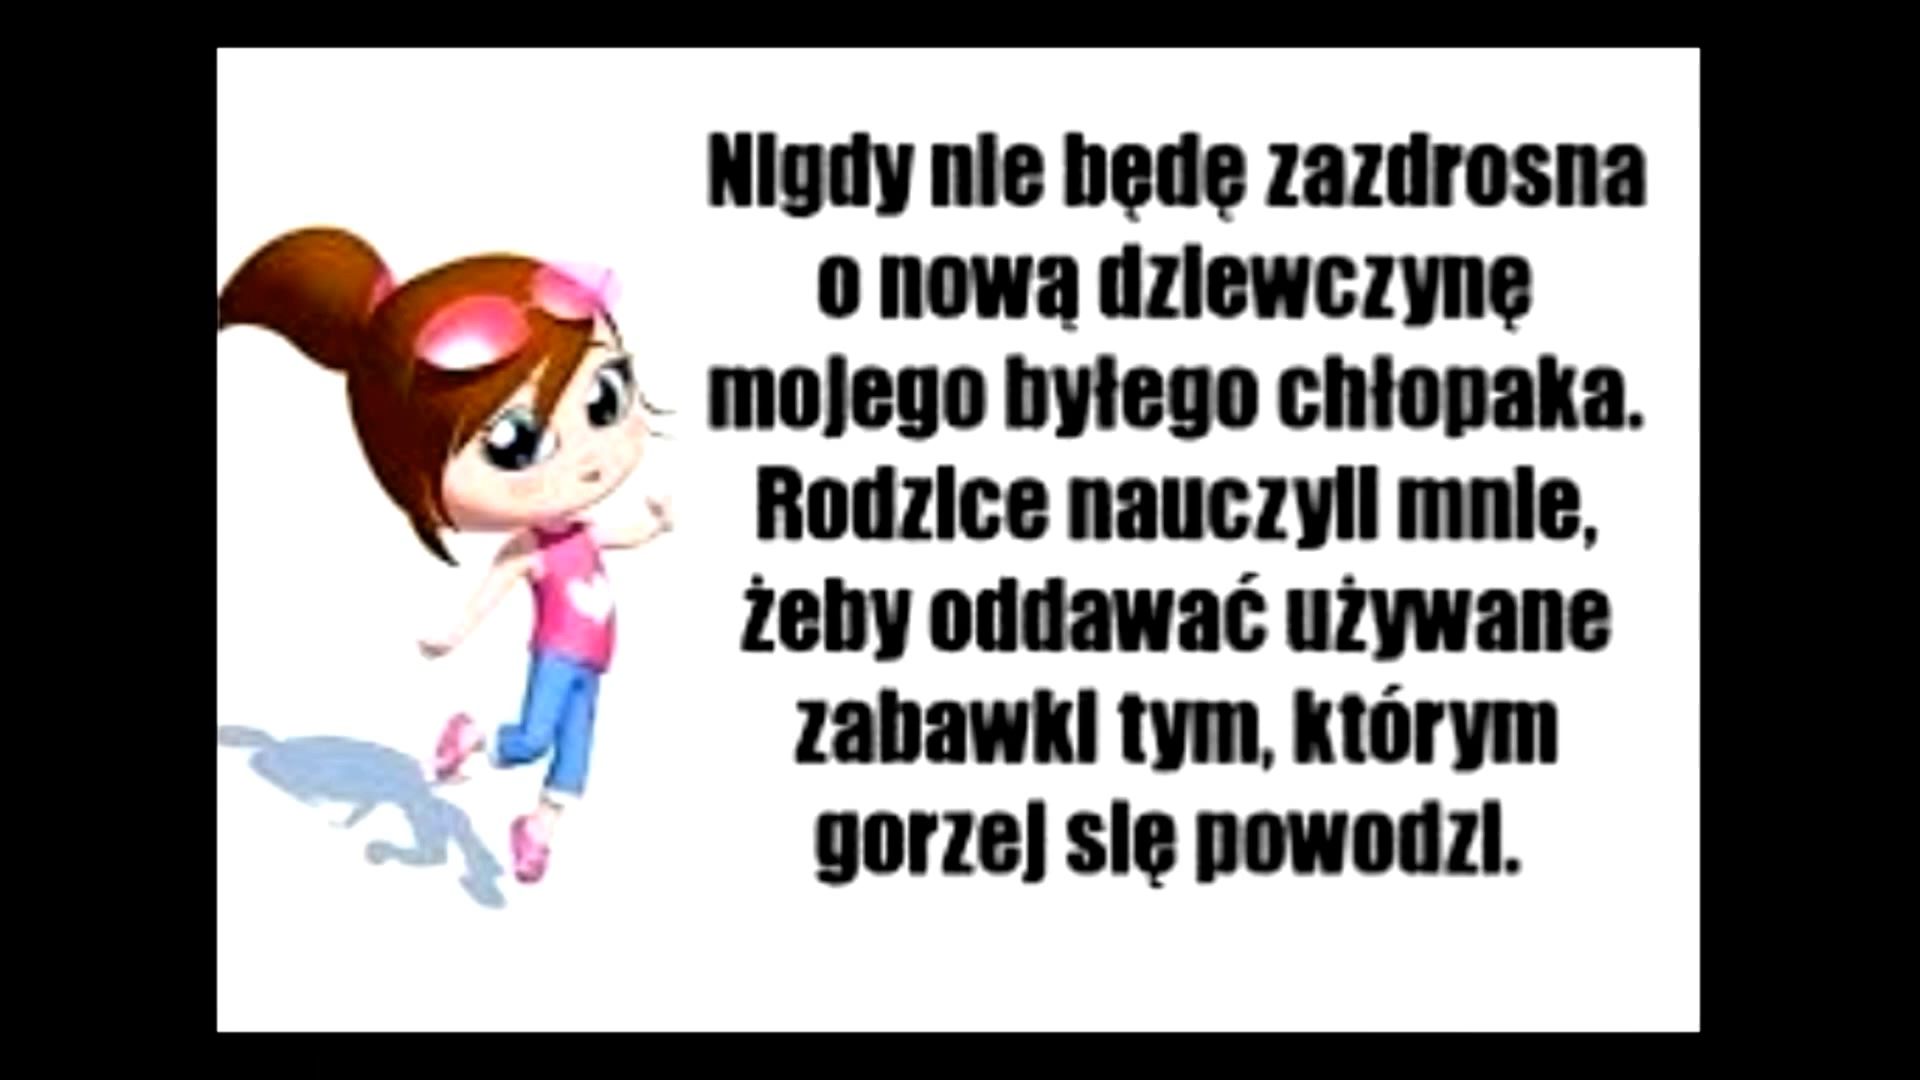 Nigdy nie będę zazdrosna
o nową dziewczynę
mojego byłego chłopaka.
Rodzice nauczyli mnie,
żeby oddawać używane
zabawki tym, którym
gorzej się powodzi.